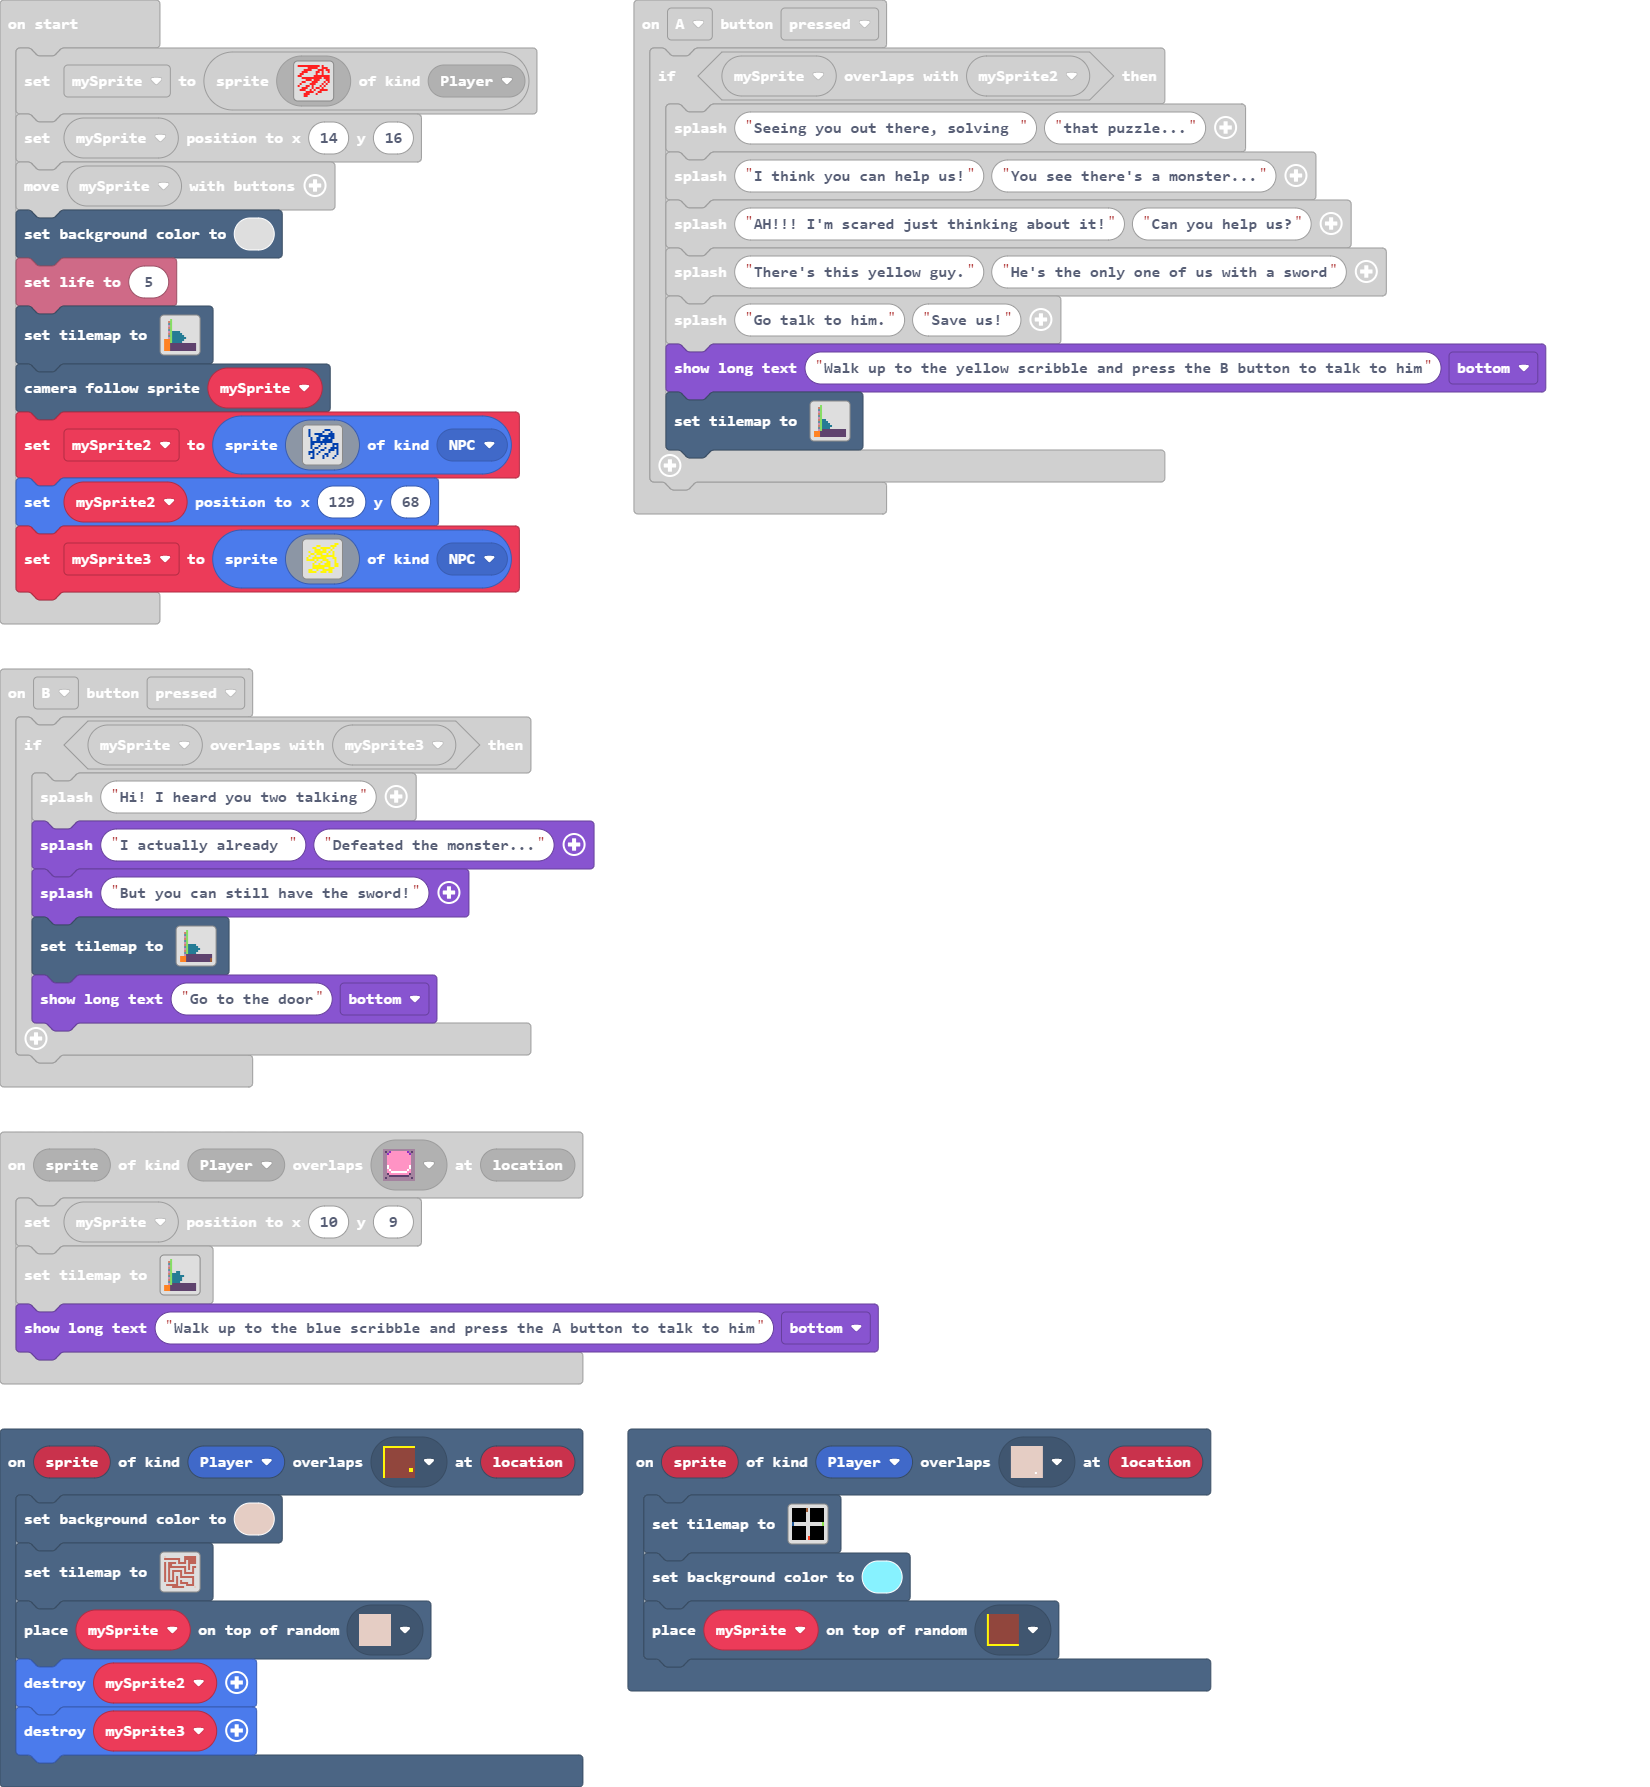 on start
set mySprite to sprite of kind Player
set mySprite position to x 14 y 16
move mySprite with buttons
set background color to
set life to 5
set tilemap to
camera follow sprite mySprite
set mySprite2 to sprite of kind NPC
set mySprite2 position to x 129 y 68
set mySprite3 to sprite of kind NPC
on A button pressed
if mySprite overlaps with mySprite2 then
splash "Seeing you out there, solving " "that puzzle..."
splash "I think you can help us!" "You see there's a monster..."
splash "AH!!! I'm scared just thinking about it!" "Can you help us?"
splash "There's this yellow guy." "He's the only one of us with a sword"
splash "Go talk to him." "Save us!"
show long text "Walk up to the yellow scribble and press the B button to talk to him" bottom
set tilemap to
on B button pressed
if mySprite overlaps with mySprite3 then
splash "Hi! I heard you two talking"
splash "I actually already " "Defeated the monster..."
splash "But you can still have the sword!"
set tilemap to
show long text "Go to the door" bottom
on sprite of kind Player overlaps at location
set mySprite position to x 10 y 9
set tilemap to
show long text "Walk up to the blue scribble and press the A button to talk to him" bottom
on sprite of kind Player overlaps at location
set background color to
set tilemap to
place mySprite on top of random
destroy mySprite2
destroy mySprite3
on sprite of kind Player overlaps at location
set tilemap to
set background color to
place mySprite on top of random